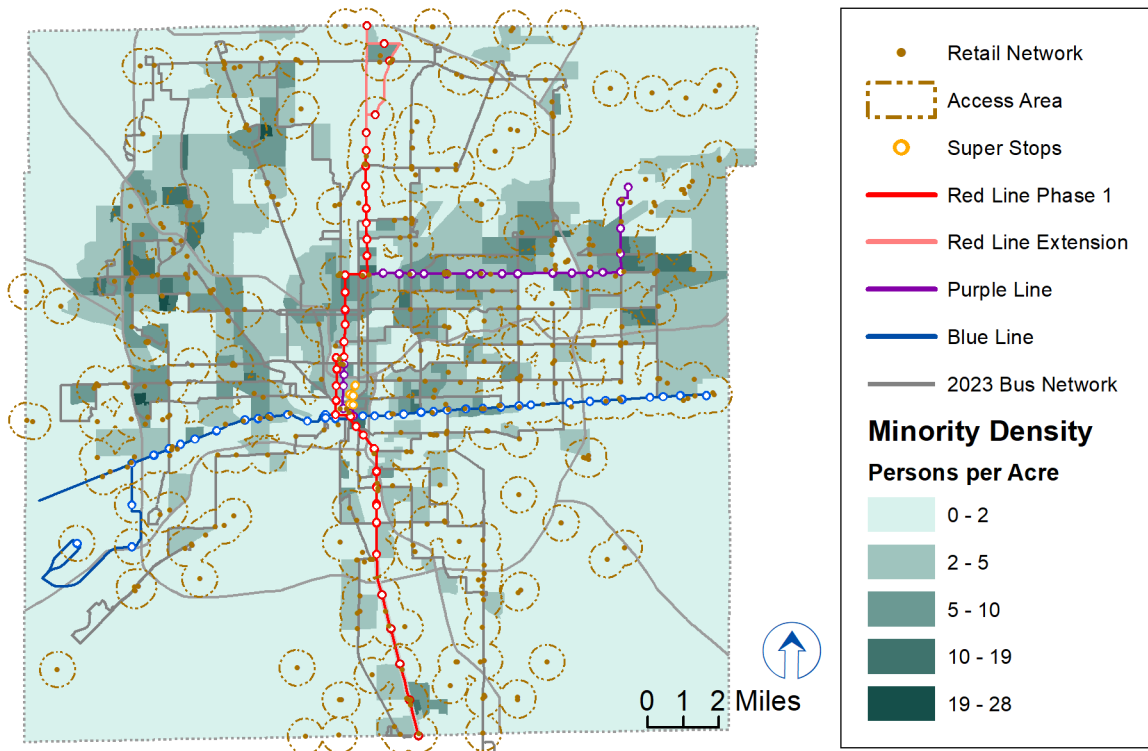 Retail Network
Access Area
Super Stops
Red Line Phase 1
Red Line Extension
Purple Line
Blue Line
2023 Bus Network
Minority Density
Persons per Acre
0 - 2
2 - 5
5 - 10
10 - 19
19 - 28
0 1 2 Miles